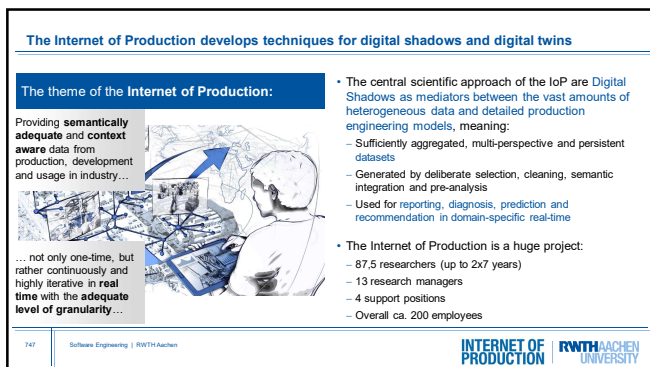 The Internet of Production develops techniques for digital shadows and digital twins
The theme of the Internet of Production:
Providing semantically
adequate and context
aware data from
production, development
and usage in industry…
… not only one-time, but
rather continuously and
highly iterative in real
time with the adequate
level of granularity…
• The central scientific approach of the IoP are Digital
Shadows as mediators between the vast amounts of
heterogeneous data and detailed production
engineering models, meaning:
– Sufficiently aggregated, multi-perspective and persistent
datasets
– Generated by deliberate selection, cleaning, semantic
integration and pre-analysis
– Used for reporting, diagnosis, prediction and
recommendation in domain-specific real-time
• The Internet of Production is a huge project:
– 87,5 researchers (up to 2x7 years)
– 13 research managers
– 4 support positions
– Overall ca. 200 employees
747
Software Engineering | RWTH Aachen
INTERNET OF
PRODUCTION
RWTHAACHEN
UNIVERSITY